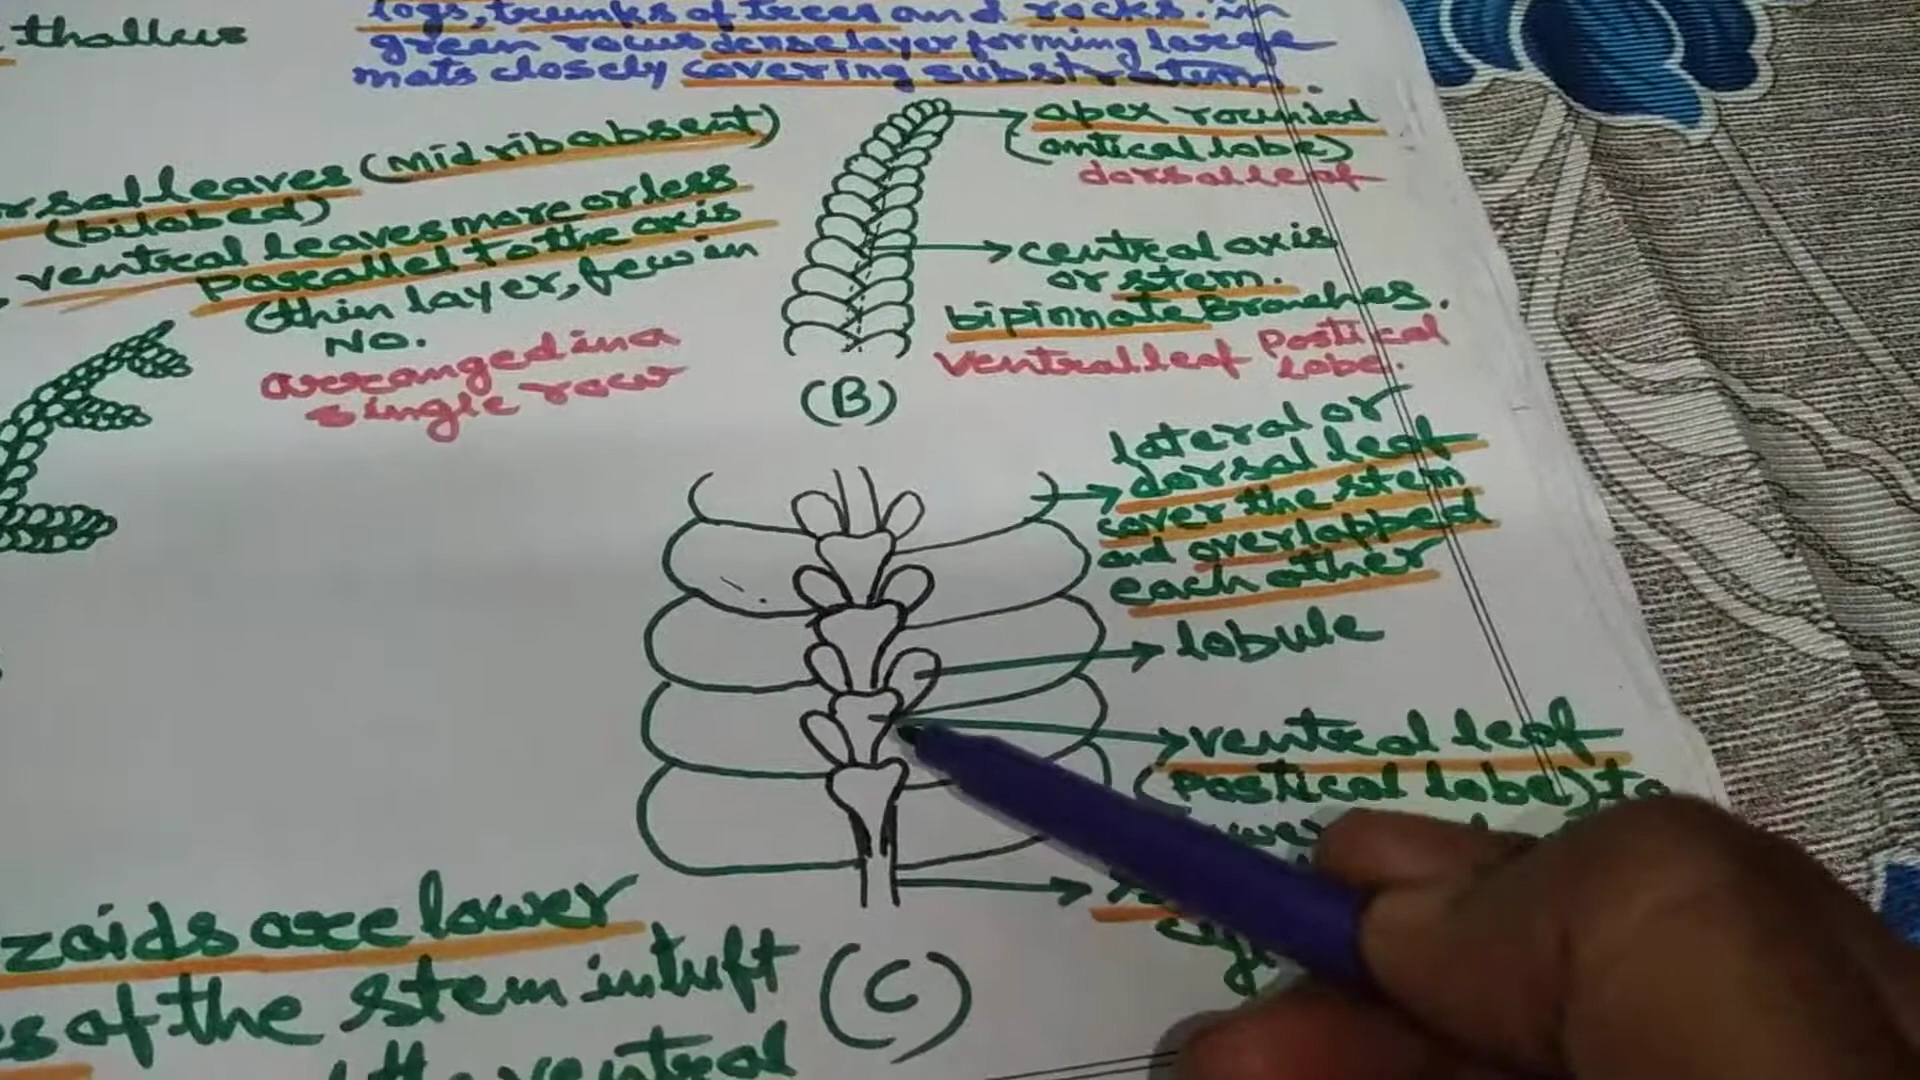 thallus
logs, trunks of trees and rocks. in
green rows dense layer forming large
mats closely covering substratum.
rsal leaves (midrib absent)
(bilobed)
ventral leaves more or less
parallel to the axis
(thin layer, few in
No.
arranged in a
single row
apex rounded
(antical lobe)
dorsal leaf
central axis
or stem.
bipinnate Branches.
ventral leaf Postical
lobe.
(B)
lateral or
dorsal leaf
cover the stem
and overlapped
each other
lobule
ventral leaf
(Postical lobe) to
zoids are lower
s of the stem in tuft
ventral
(C)